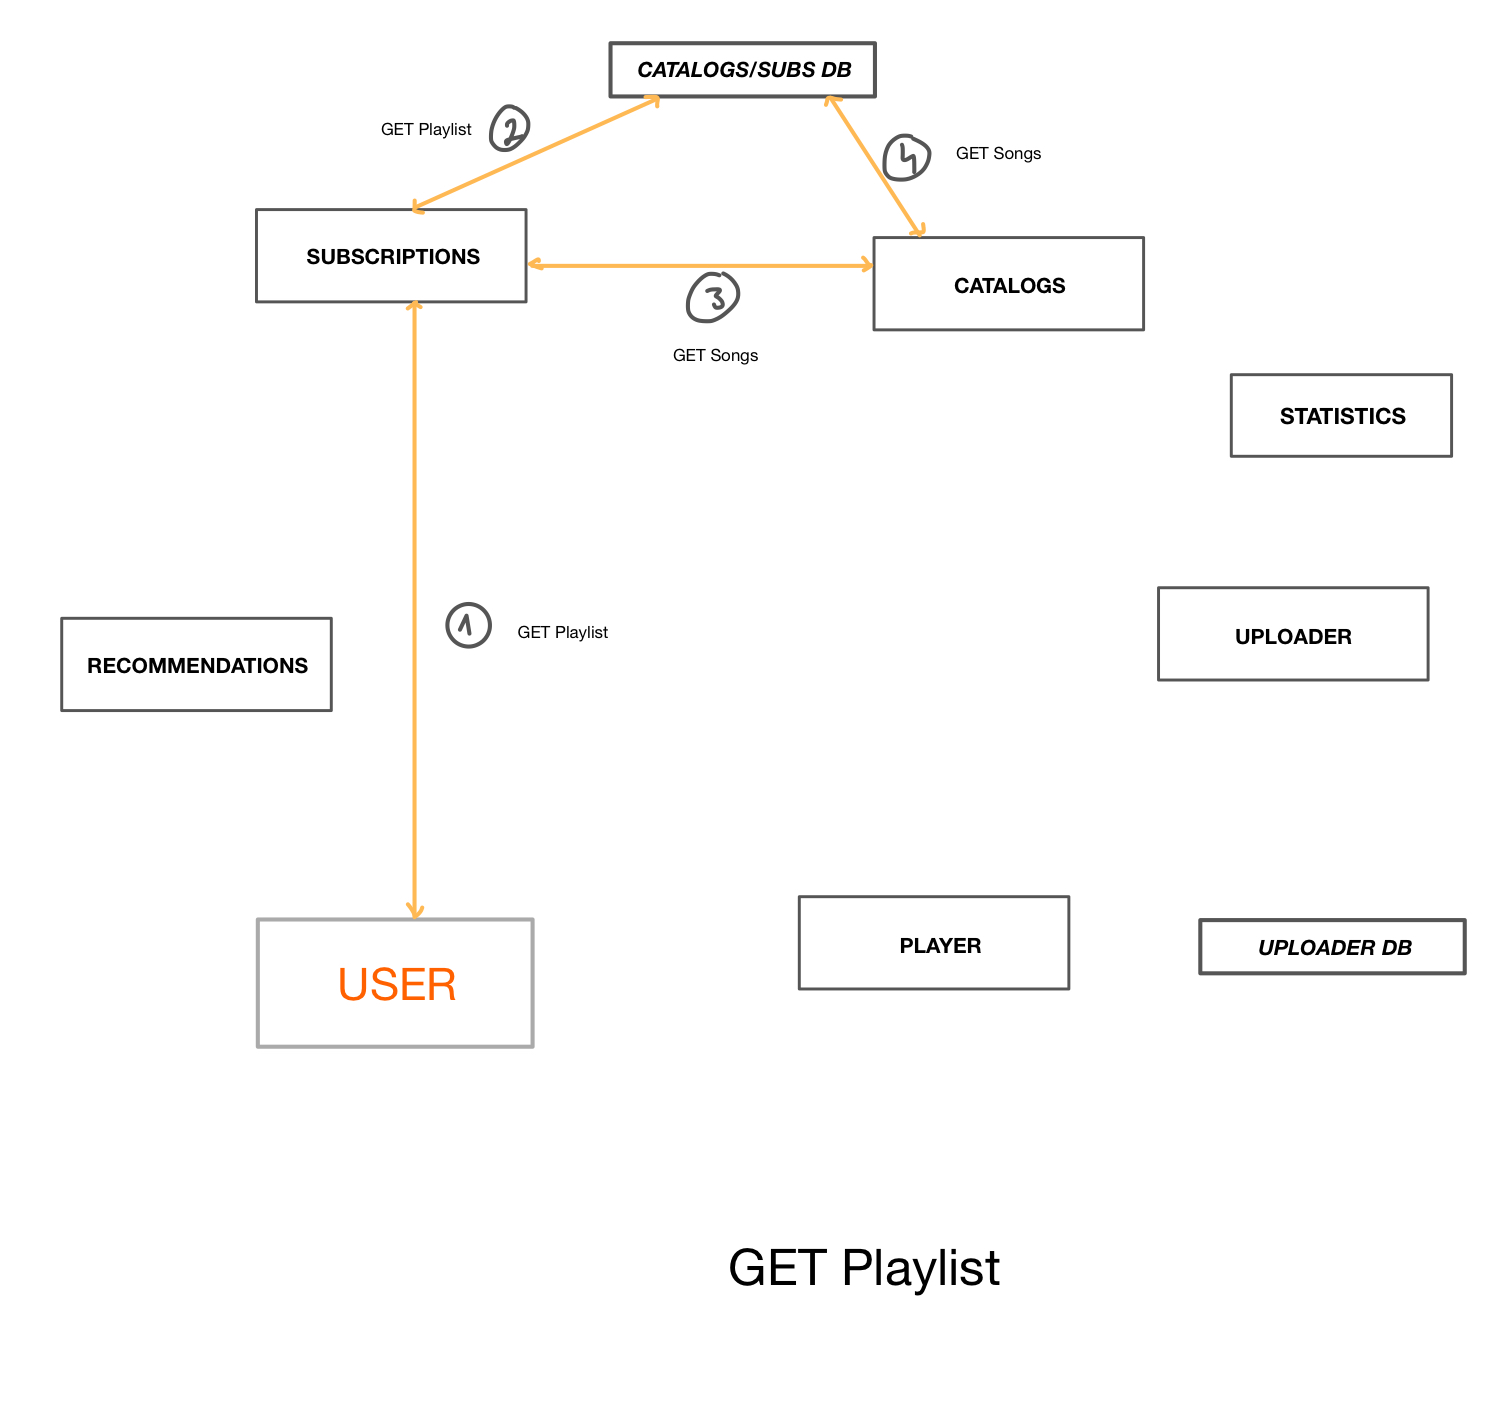 CATALOGS/SUBS DB
GET Playlist
2
4
GET Songs
SUBSCRIPTIONS
CATALOGS
3
GET Songs
STATISTICS
1
GET Playlist
RECOMMENDATIONS
UPLOADER
USER
PLAYER
UPLOADER DB
GET Playlist